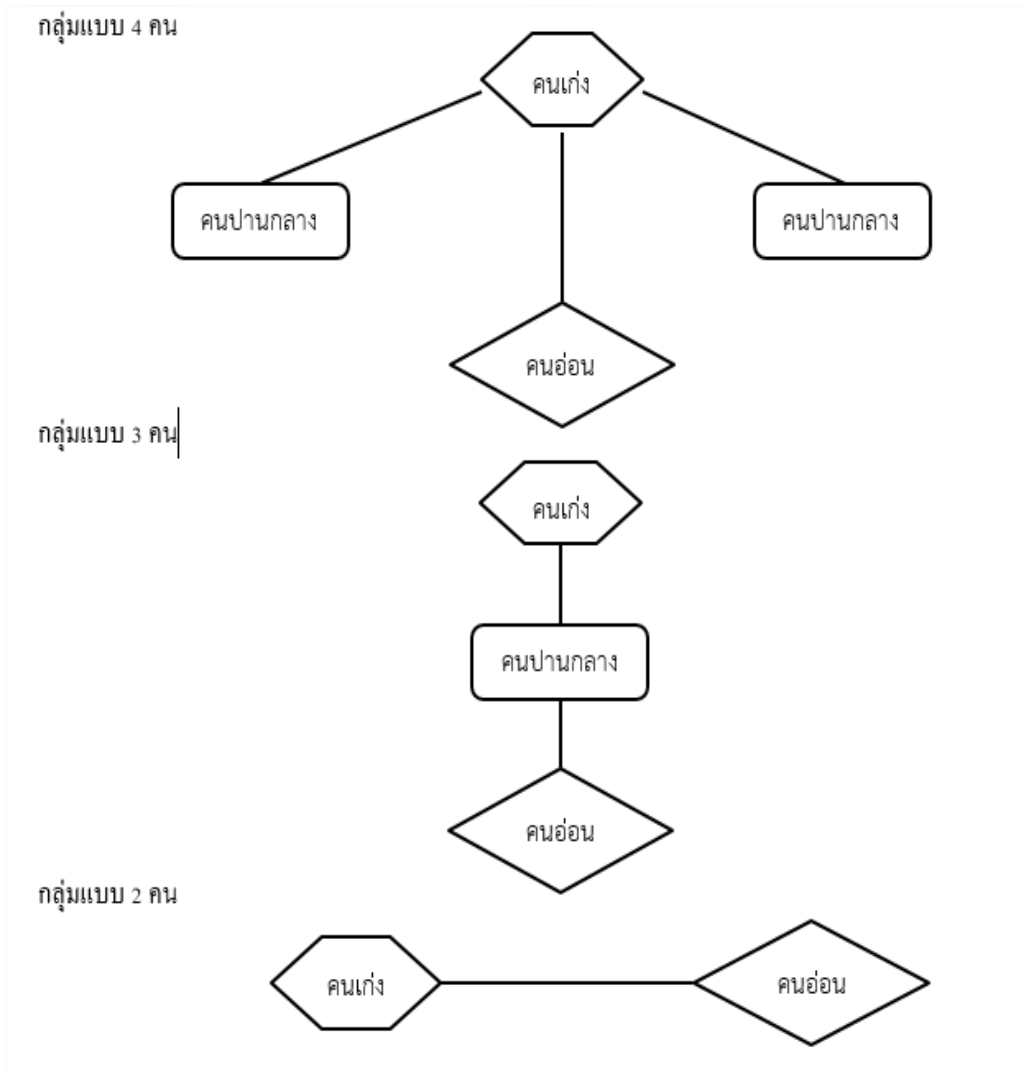 กลุ่มแบบ 4 คน
คนเก่ง
คนปานกลาง
คนปานกลาง
คนอ่อน
กลุ่มแบบ 3 คน
คนเก่ง
คนปานกลาง
คนอ่อน
กลุ่มแบบ 2 คน
คนเก่ง
คนอ่อน